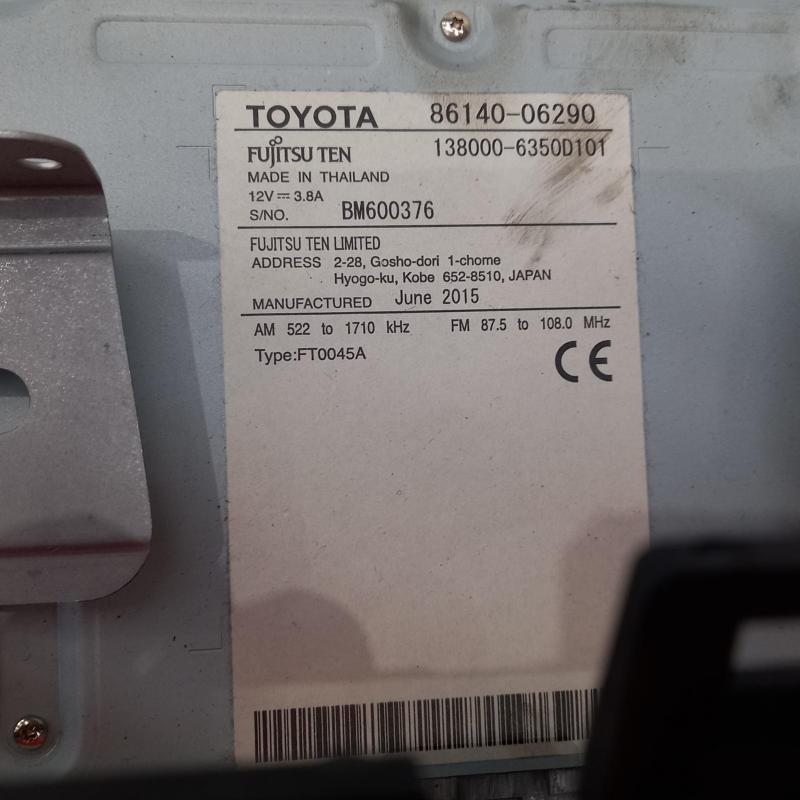 TOYOTA 86140-06290
FUJITSU TEN 138000-6350D101
MADE IN THAILAND
12V⎓ 3.8A
S/NO. BM600376
FUJITSU TEN LIMITED
ADDRESS 2-28, Gosho-dori 1-chome
Hyogo-ku, Kobe 652-8510, JAPAN
MANUFACTURED June 2015
AM 522 to 1710 kHz FM 87.5 to 108.0 MHz
Type:FT0045A
CE